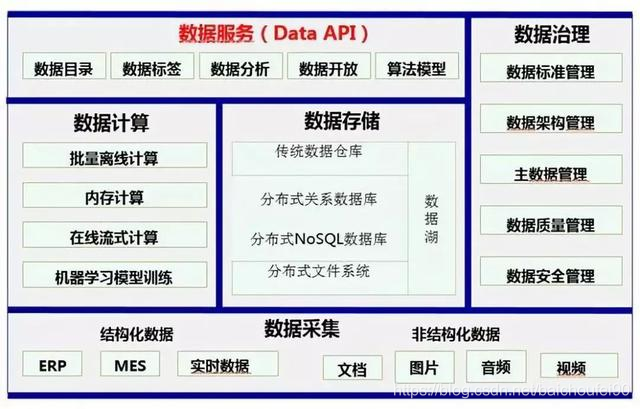 数据服务（Data API）
数据目录
数据标签
数据分析
数据开放
算法模型
数据治理
数据标准管理
数据架构管理
主数据管理
数据质量管理
数据安全管理
数据计算
批量离线计算
内存计算
在线流式计算
机器学习模型训练
数据存储
传统数据仓库
分布式关系数据库
分布式NoSQL数据库
分布式文件系统
数据湖
数据采集
结构化数据
ERP
MES
实时数据
非结构化数据
文档
图片
音频
视频
https://blog.csdn.net/baichoufei90